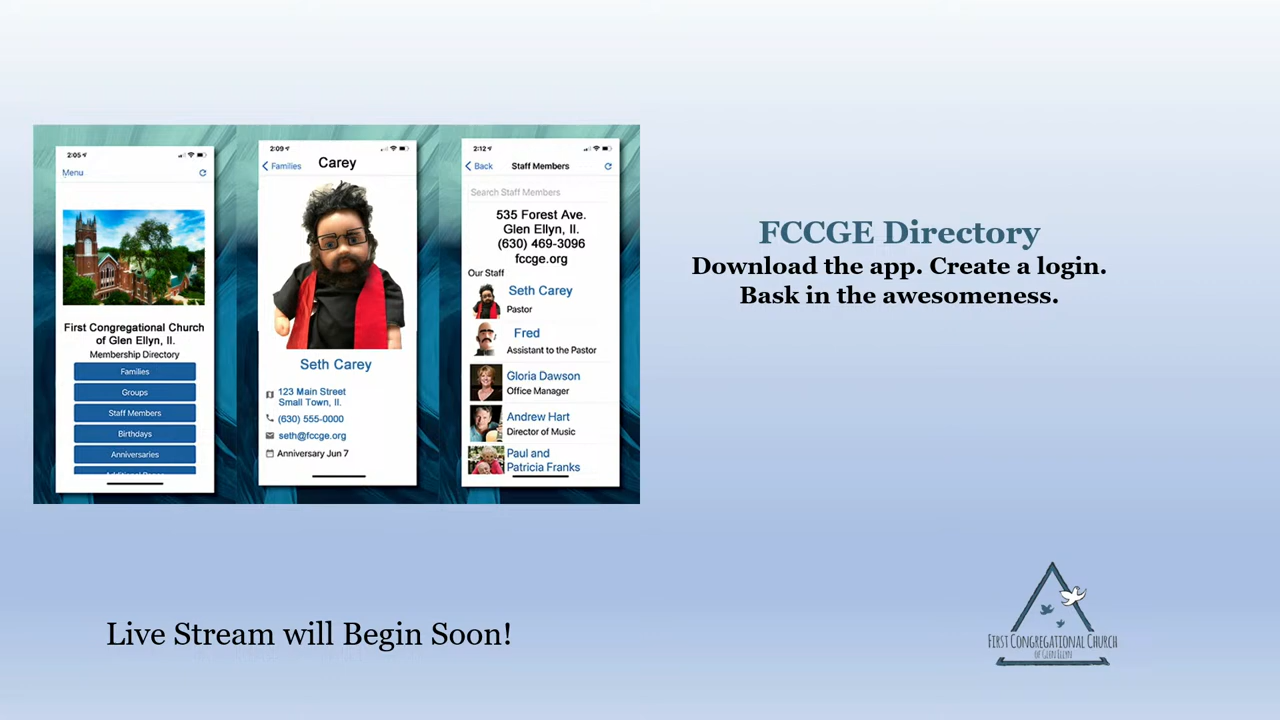 2:05
Menu
First Congregational Church
of Glen Ellyn, Il.
Membership Directory
Families
Groups
Staff Members
Birthdays
Anniversaries
2:09
Families
Carey
Seth Carey
123 Main Street
Small Town, Il.
(630) 555-0000
seth@fccge.org
Anniversary Jun 7
2:12
Back
Staff Members
Search Staff Members
535 Forest Ave.
Glen Ellyn, Il.
(630) 469-3096
fccge.org
Our Staff
Seth Carey
Pastor
Fred
Assistant to the Pastor
Gloria Dawson
Office Manager
Andrew Hart
Director of Music
Paul and
Patricia Franks
FCCGE Directory
Download the app. Create a login.
Bask in the awesomeness.
Live Stream will Begin Soon!
FIRST CONGREGATIONAL CHURCH
OF GLEN ELLYN